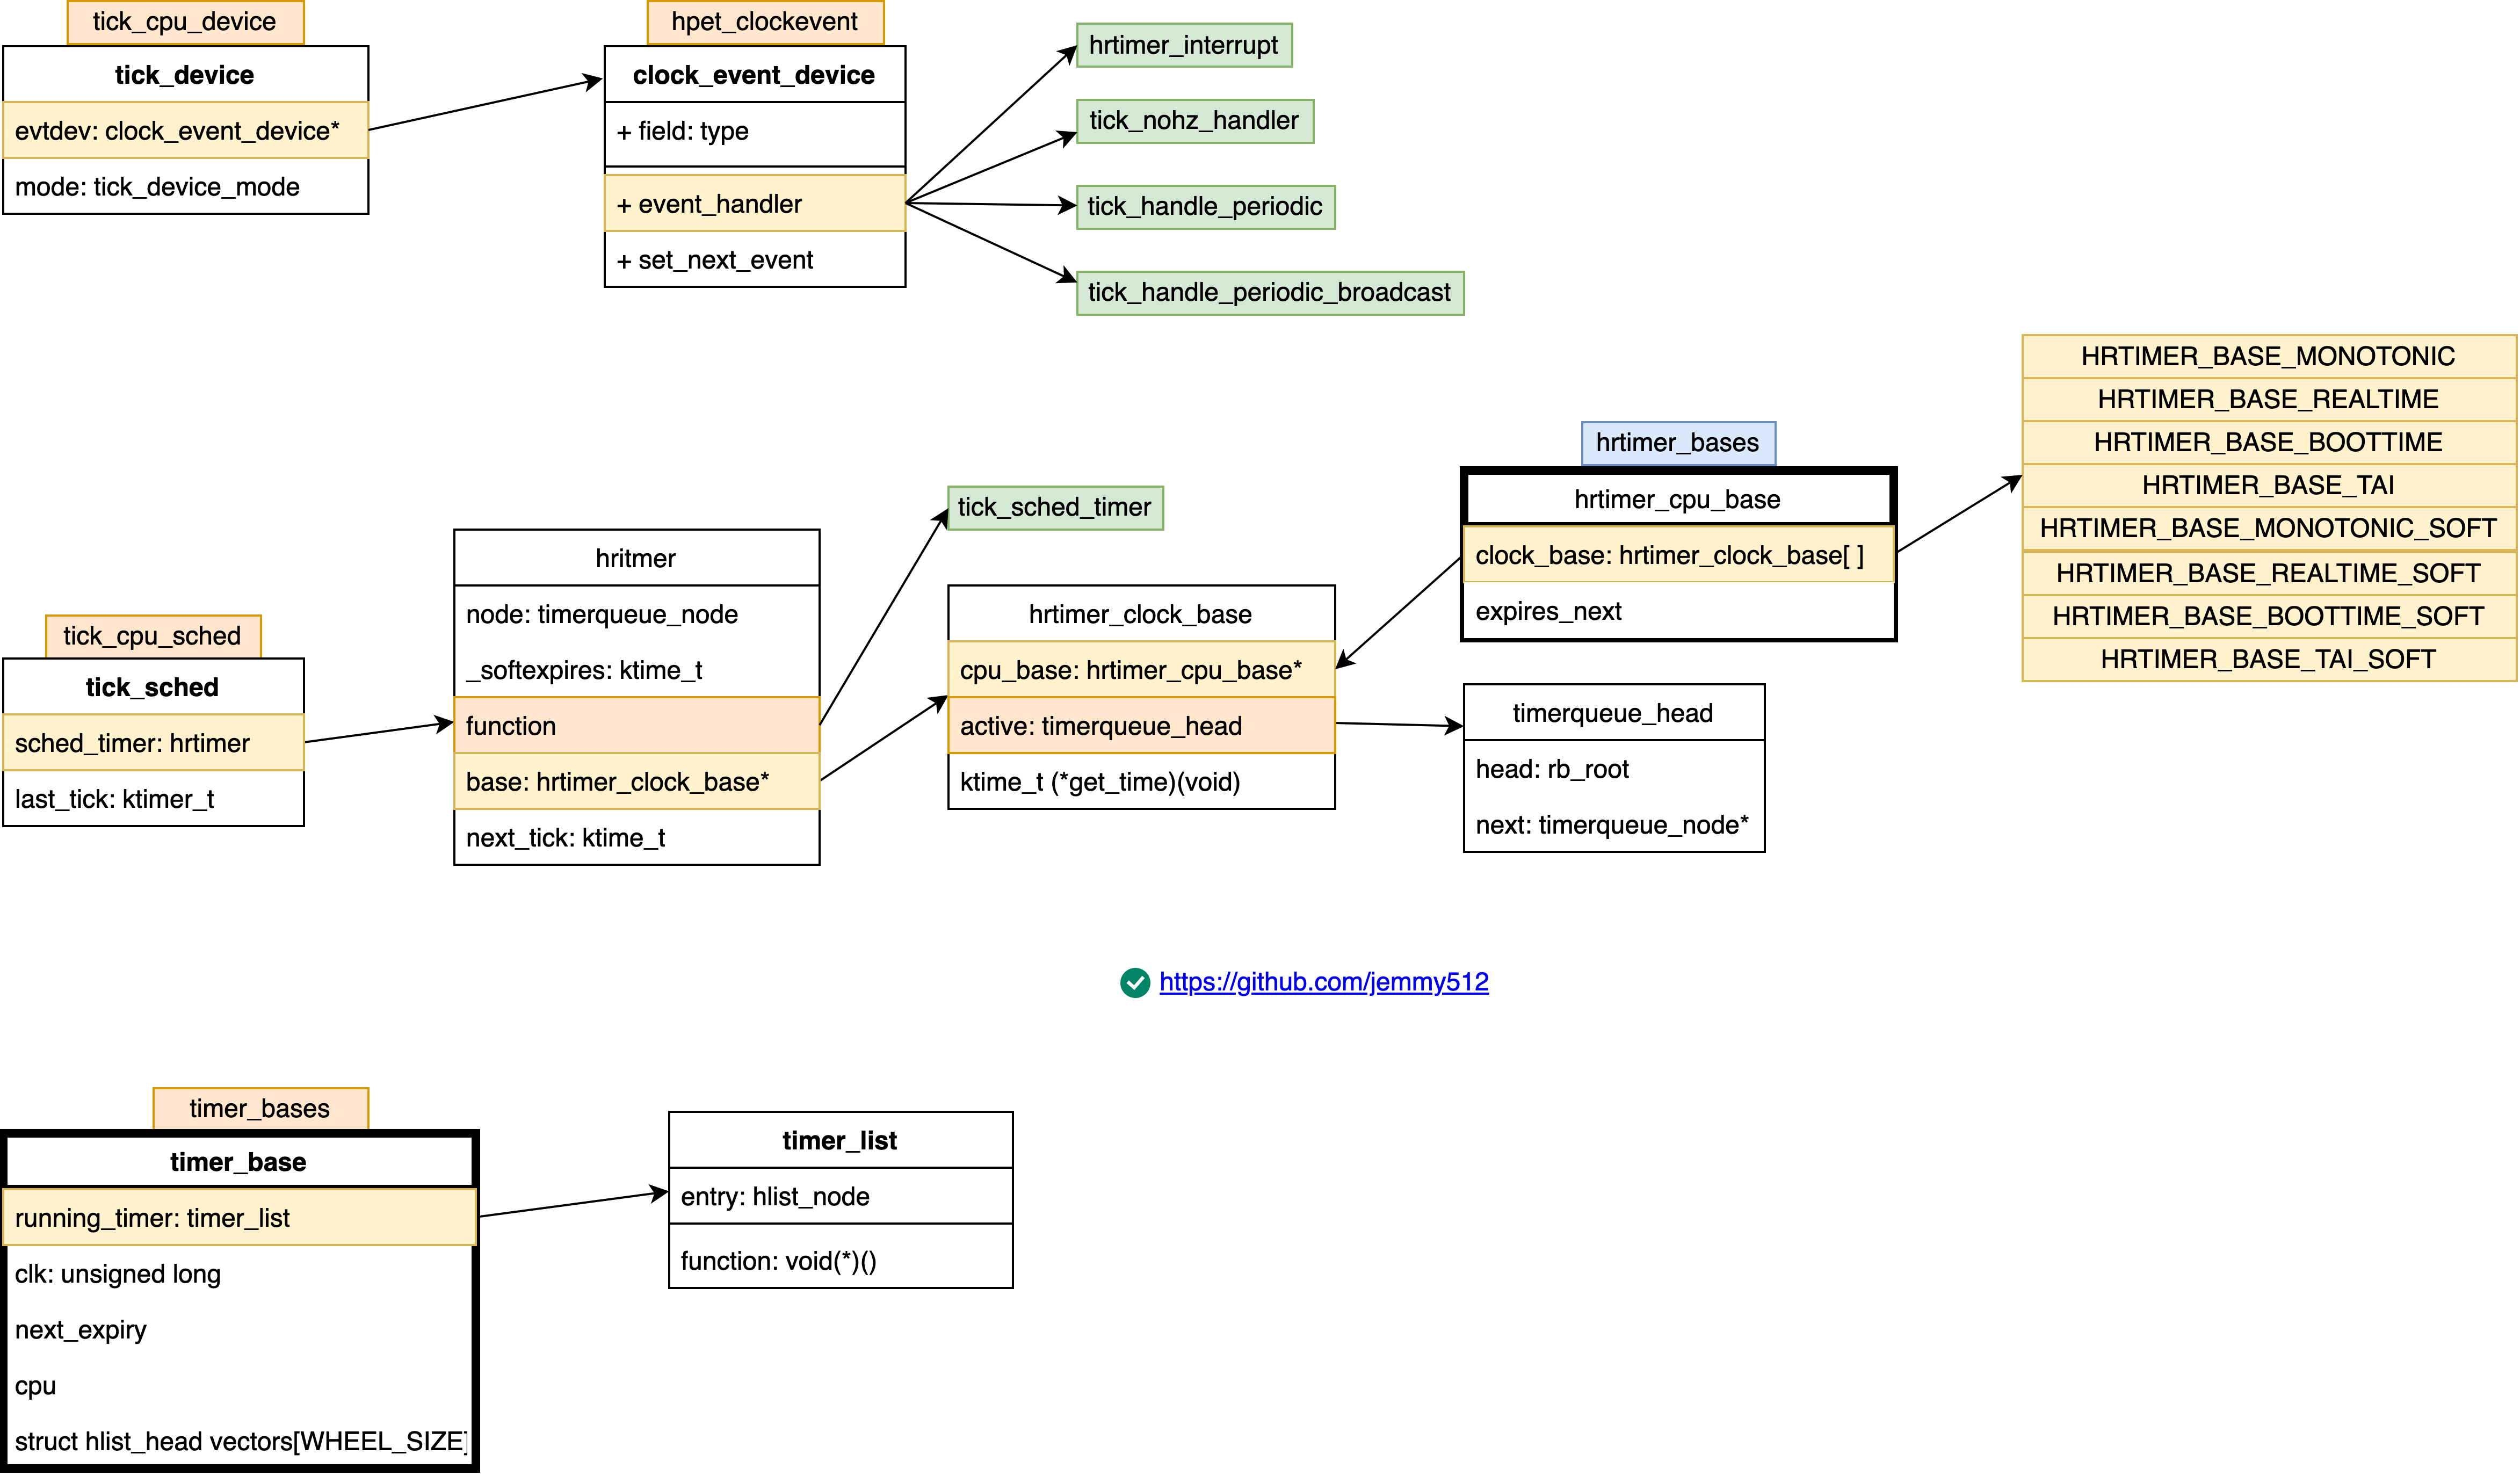 tick_cpu_device
tick_device
evtdev: clock_event_device*
mode: tick_device_mode
hpet_clockevent
clock_event_device
+ field: type
+ event_handler
+ set_next_event
hrtimer_interrupt
tick_nohz_handler
tick_handle_periodic
tick_handle_periodic_broadcast
HRTIMER_BASE_MONOTONIC
HRTIMER_BASE_REALTIME
HRTIMER_BASE_BOOTTIME
HRTIMER_BASE_TAI
HRTIMER_BASE_MONOTONIC_SOFT
HRTIMER_BASE_REALTIME_SOFT
HRTIMER_BASE_BOOTTIME_SOFT
HRTIMER_BASE_TAI_SOFT
tick_cpu_sched
tick_sched
sched_timer: hrtimer
last_tick: ktimer_t
hritmer
node: timerqueue_node
_softexpires: ktime_t
function
base: hrtimer_clock_base*
next_tick: ktime_t
tick_sched_timer
hrtimer_clock_base
cpu_base: hrtimer_cpu_base*
active: timerqueue_head
ktime_t (*get_time)(void)
hrtimer_bases
hrtimer_cpu_base
clock_base: hrtimer_clock_base[ ]
expires_next
timerqueue_head
head: rb_root
next: timerqueue_node*
https://github.com/jemmy512
timer_bases
timer_base
running_timer: timer_list
clk: unsigned long
next_expiry
cpu
struct hlist_head vectors[WHEEL_SIZE]
timer_list
entry: hlist_node
function: void(*)()